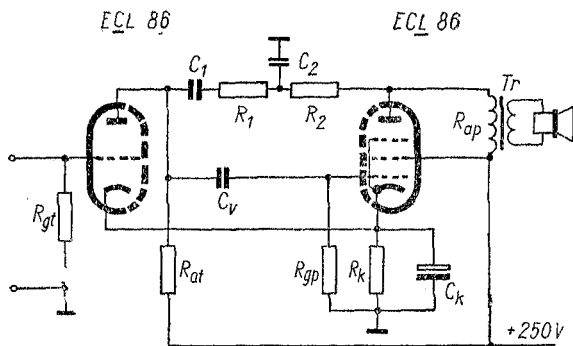 ECL 86
ECL 86
C1
C2
R1
R2
Tr
Rap
Cv
Rgt
Rat
Rgp
Rk
Ck
+250V